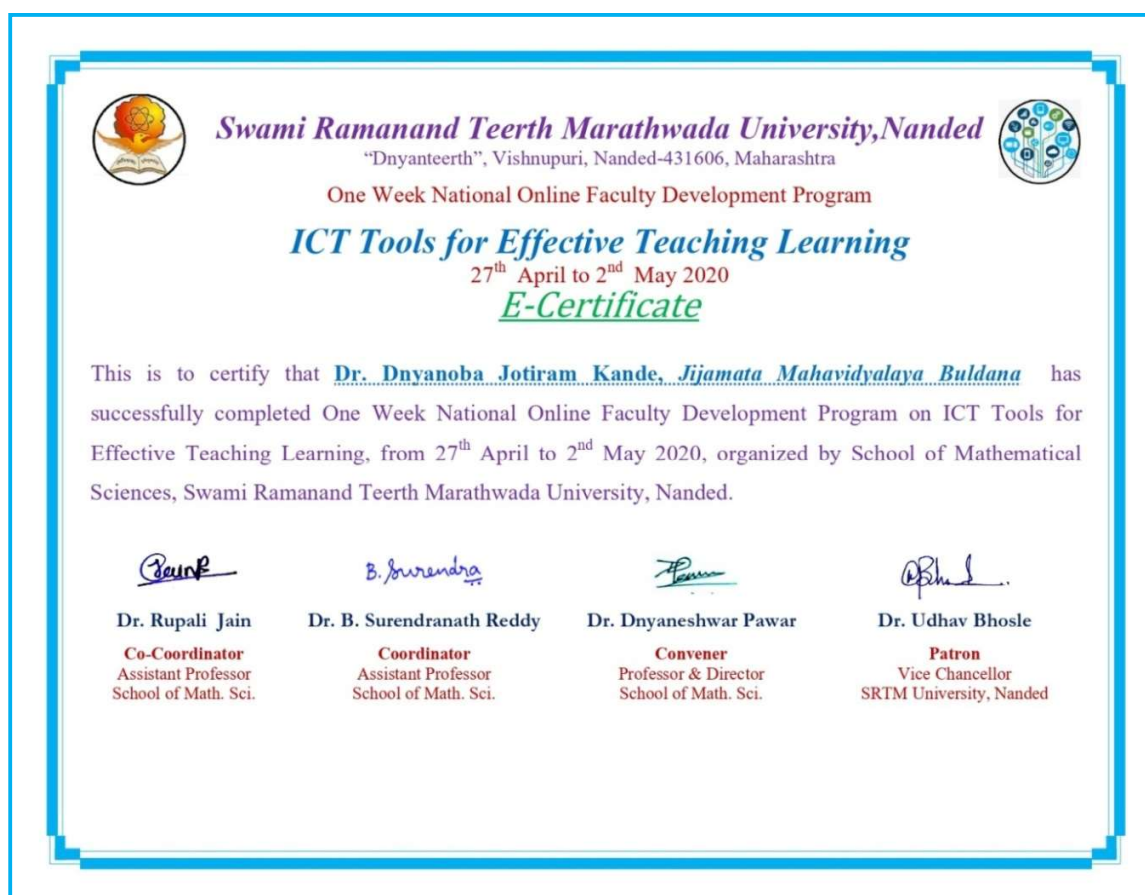 Swami Ramanand Teerth Marathwada University,Nanded
“Dnyanteerth”, Vishnupuri, Nanded-431606, Maharashtra
One Week National Online Faculty Development Program
ICT Tools for Effective Teaching Learning
27th April to 2nd May 2020
E-Certificate
This is to certify that Dr. Dnyanoba Jotiram Kande, Jijamata Mahavidyalaya Buldana has
successfully completed One Week National Online Faculty Development Program on ICT Tools for
Effective Teaching Learning, from 27th April to 2nd May 2020, organized by School of Mathematical
Sciences, Swami Ramanand Teerth Marathwada University, Nanded.
B. Surendra
Dr. Rupali Jain
Co-Coordinator
Assistant Professor
School of Math. Sci.
Dr. B. Surendranath Reddy
Coordinator
Assistant Professor
School of Math. Sci.
Dr. Dnyaneshwar Pawar
Convener
Professor & Director
School of Math. Sci.
Dr. Udhav Bhosle
Patron
Vice Chancellor
SRTM University, Nanded